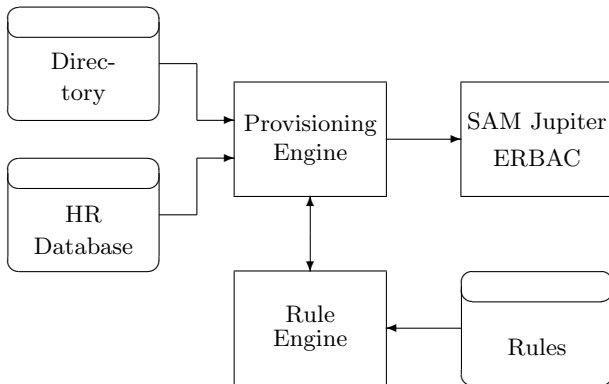 Direc-
tory
Provisioning
Engine
SAM Jupiter
ERBAC
HR
Database
Rule
Engine
Rules